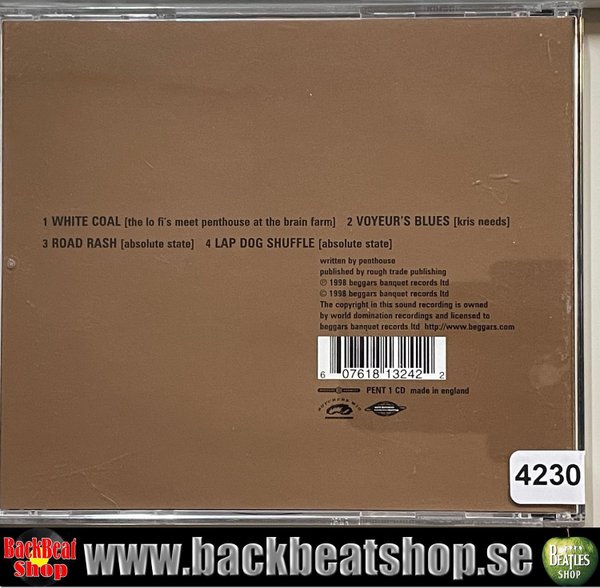 1 WHITE COAL [the lo fi's meet penthouse at the brain farm] 2 VOYEUR'S BLUES [kris needs]
3 ROAD RASH [absolute state] 4 LAP DOG SHUFFLE [absolute state]
written by penthouse
published by rough trade publishing
℗ 1998 beggars banquet records ltd
© 1998 beggars banquet records ltd
The copyright in this sound recording is owned
by world domination recordings and licensed to
beggars banquet records ltd http://www.beggars.com
6 07618 13242 2
PENT 1 CD made in england
4230
BackBeat
Shop
www.backbeatshop.se
BEATLES
SHOP